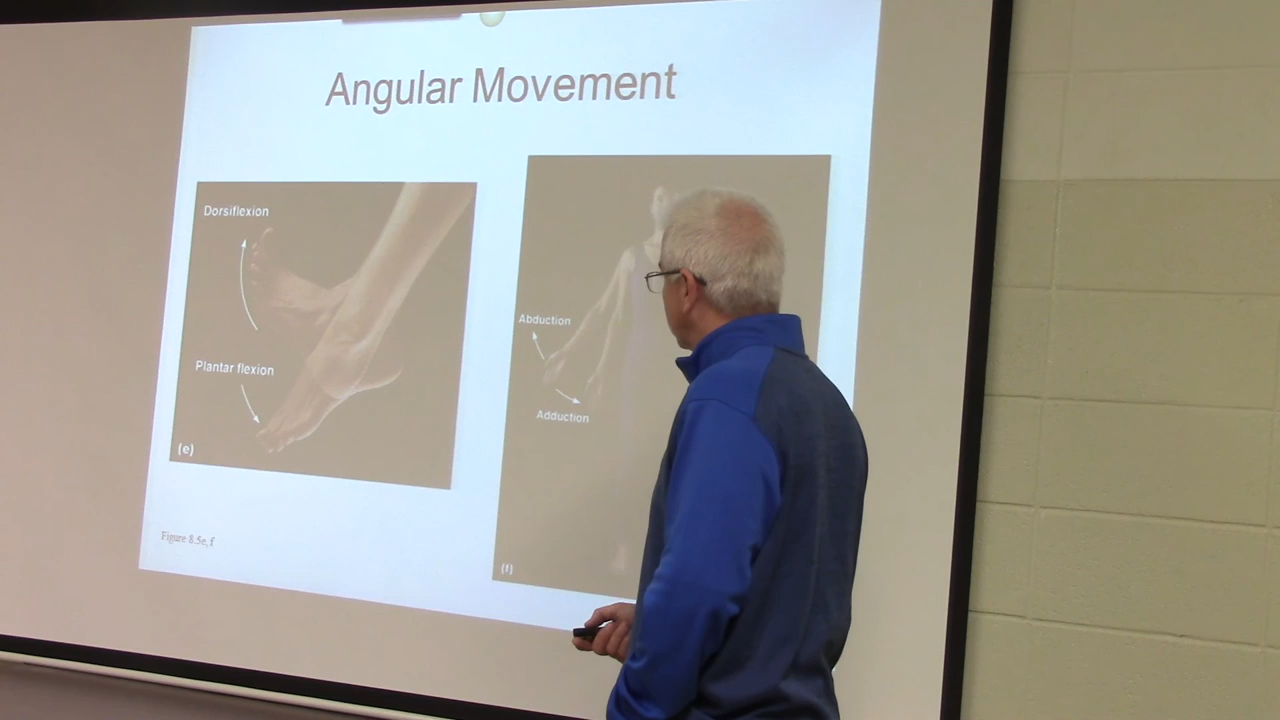 Angular Movement
Dorsiflexion
Plantar flexion
(e)
Abduction
Adduction
(f)
Figure 8.5e, f